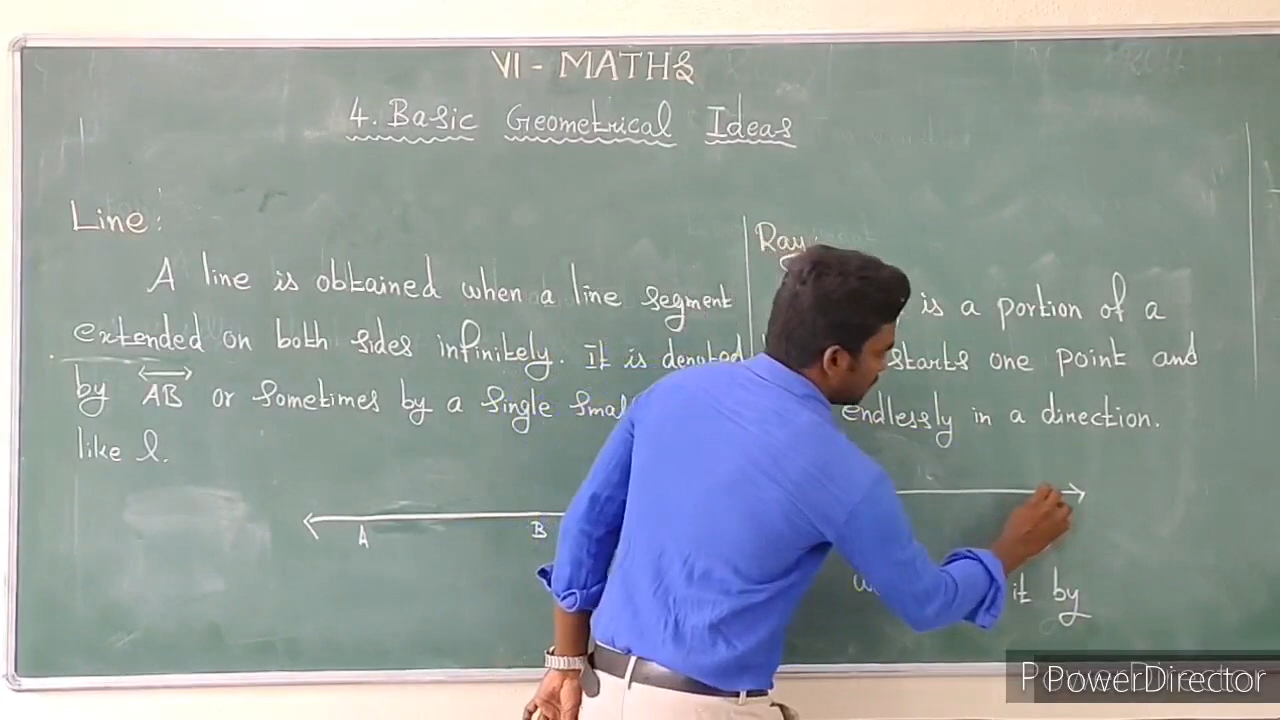 VI - MATHS
4. Basic Geometrical Ideas
Line:
A line is obtained when a line segment
extended on both sides infinitely. It is denoted
by AB or sometimes by a single
like l.
A B
Ray:
is a portion of a
starts one point and
endlessly in a direction.
it by
PowerDirector